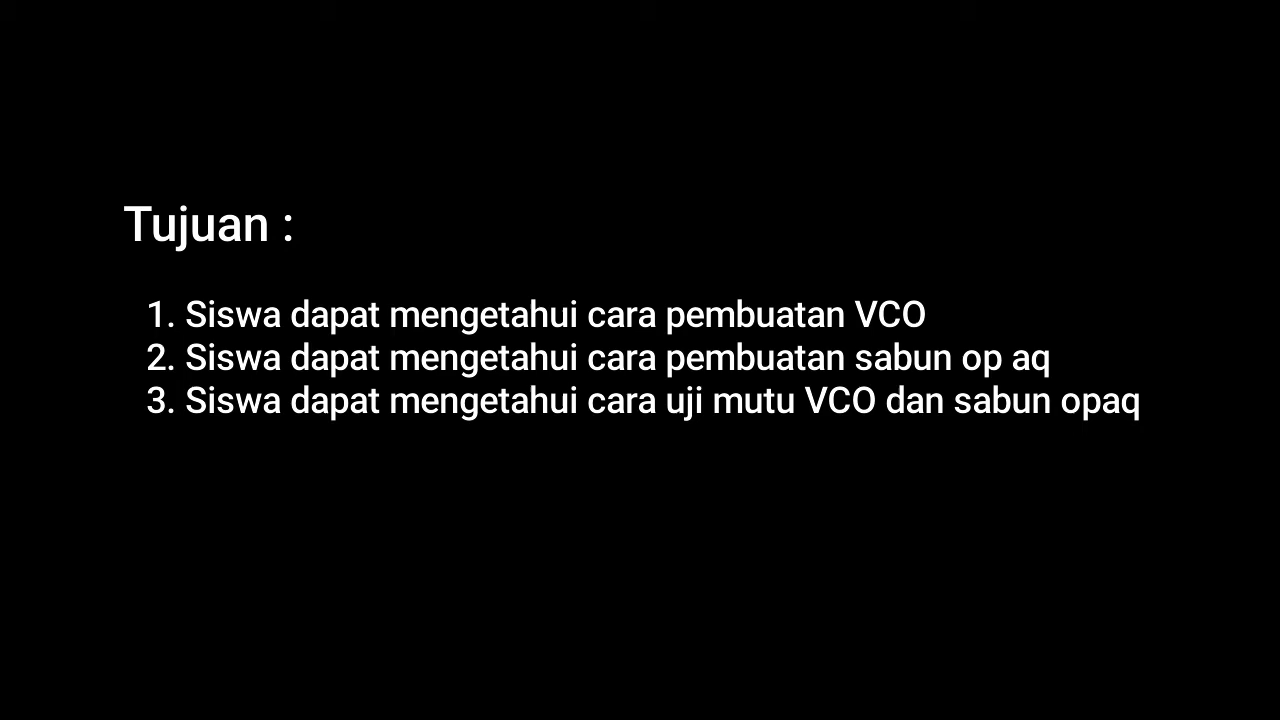 Tujuan :
1. Siswa dapat mengetahui cara pembuatan VCO
2. Siswa dapat mengetahui cara pembuatan sabun op aq
3. Siswa dapat mengetahui cara uji mutu VCO dan sabun opaq